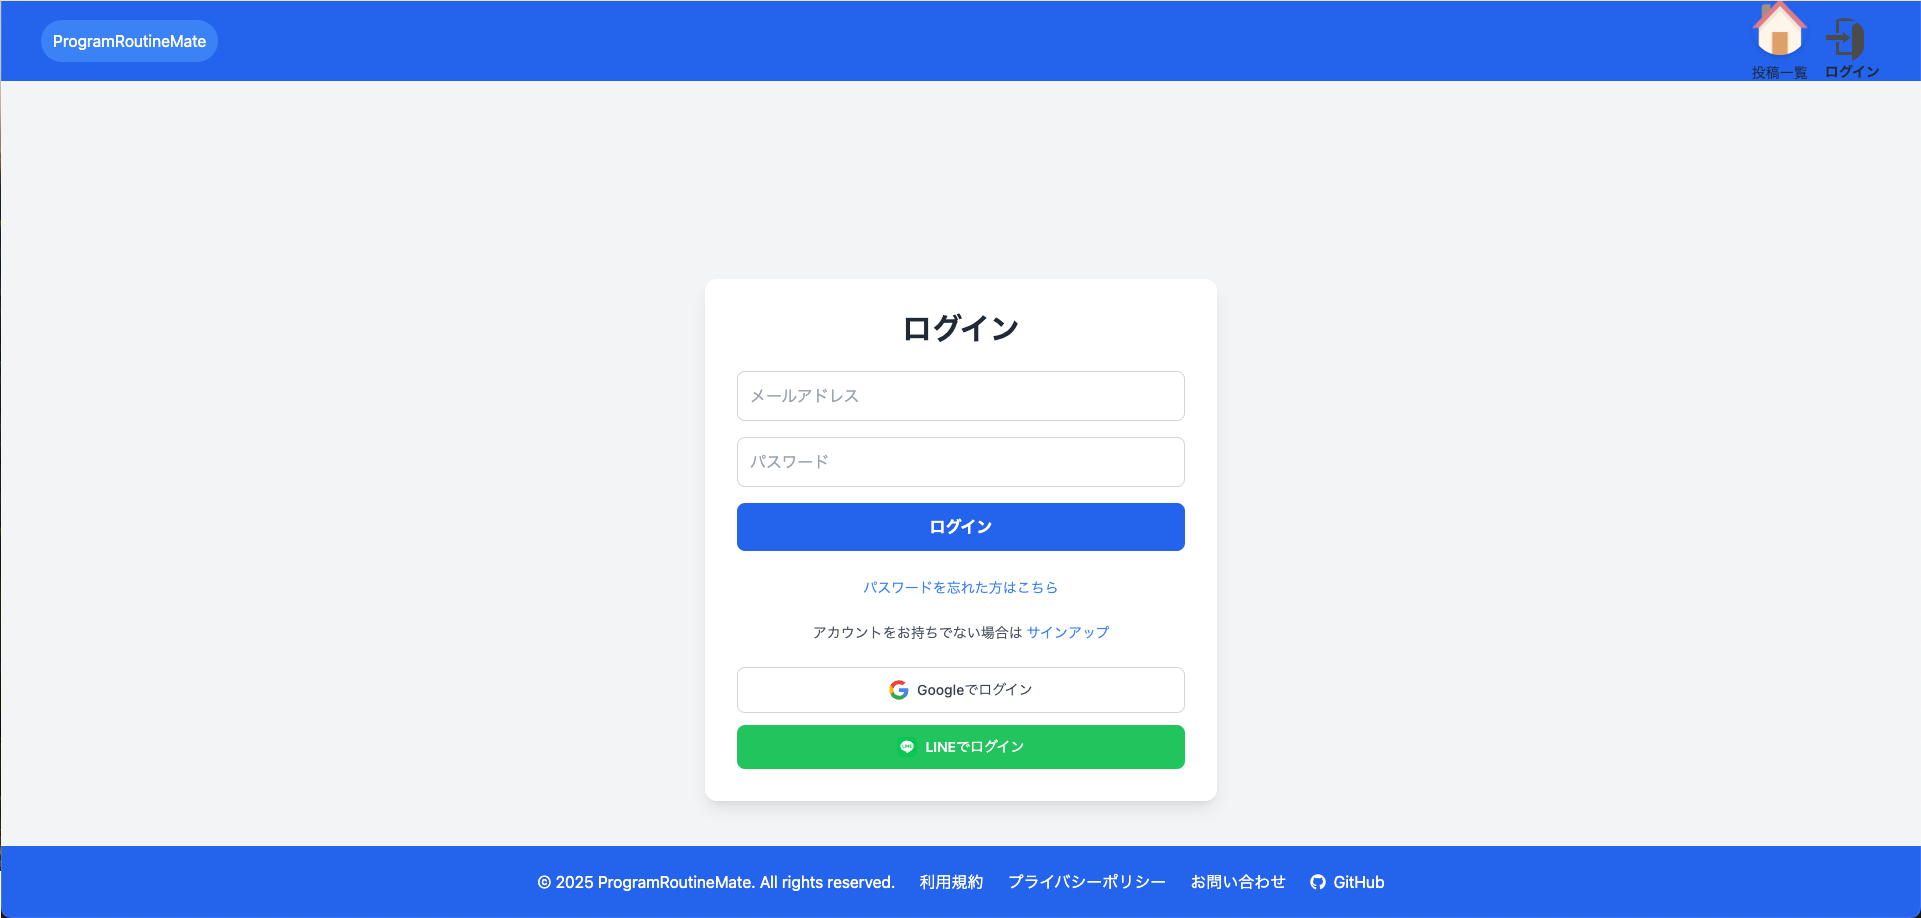 ProgramRoutineMate
投稿一覧
ログイン
ログイン
メールアドレス
パスワード
ログイン
パスワードを忘れた方はこちら
アカウントをお持ちでない場合は サインアップ
Googleでログイン
LINEでログイン
© 2025 ProgramRoutineMate. All rights reserved. 利用規約 プライバシーポリシー お問い合わせ GitHub